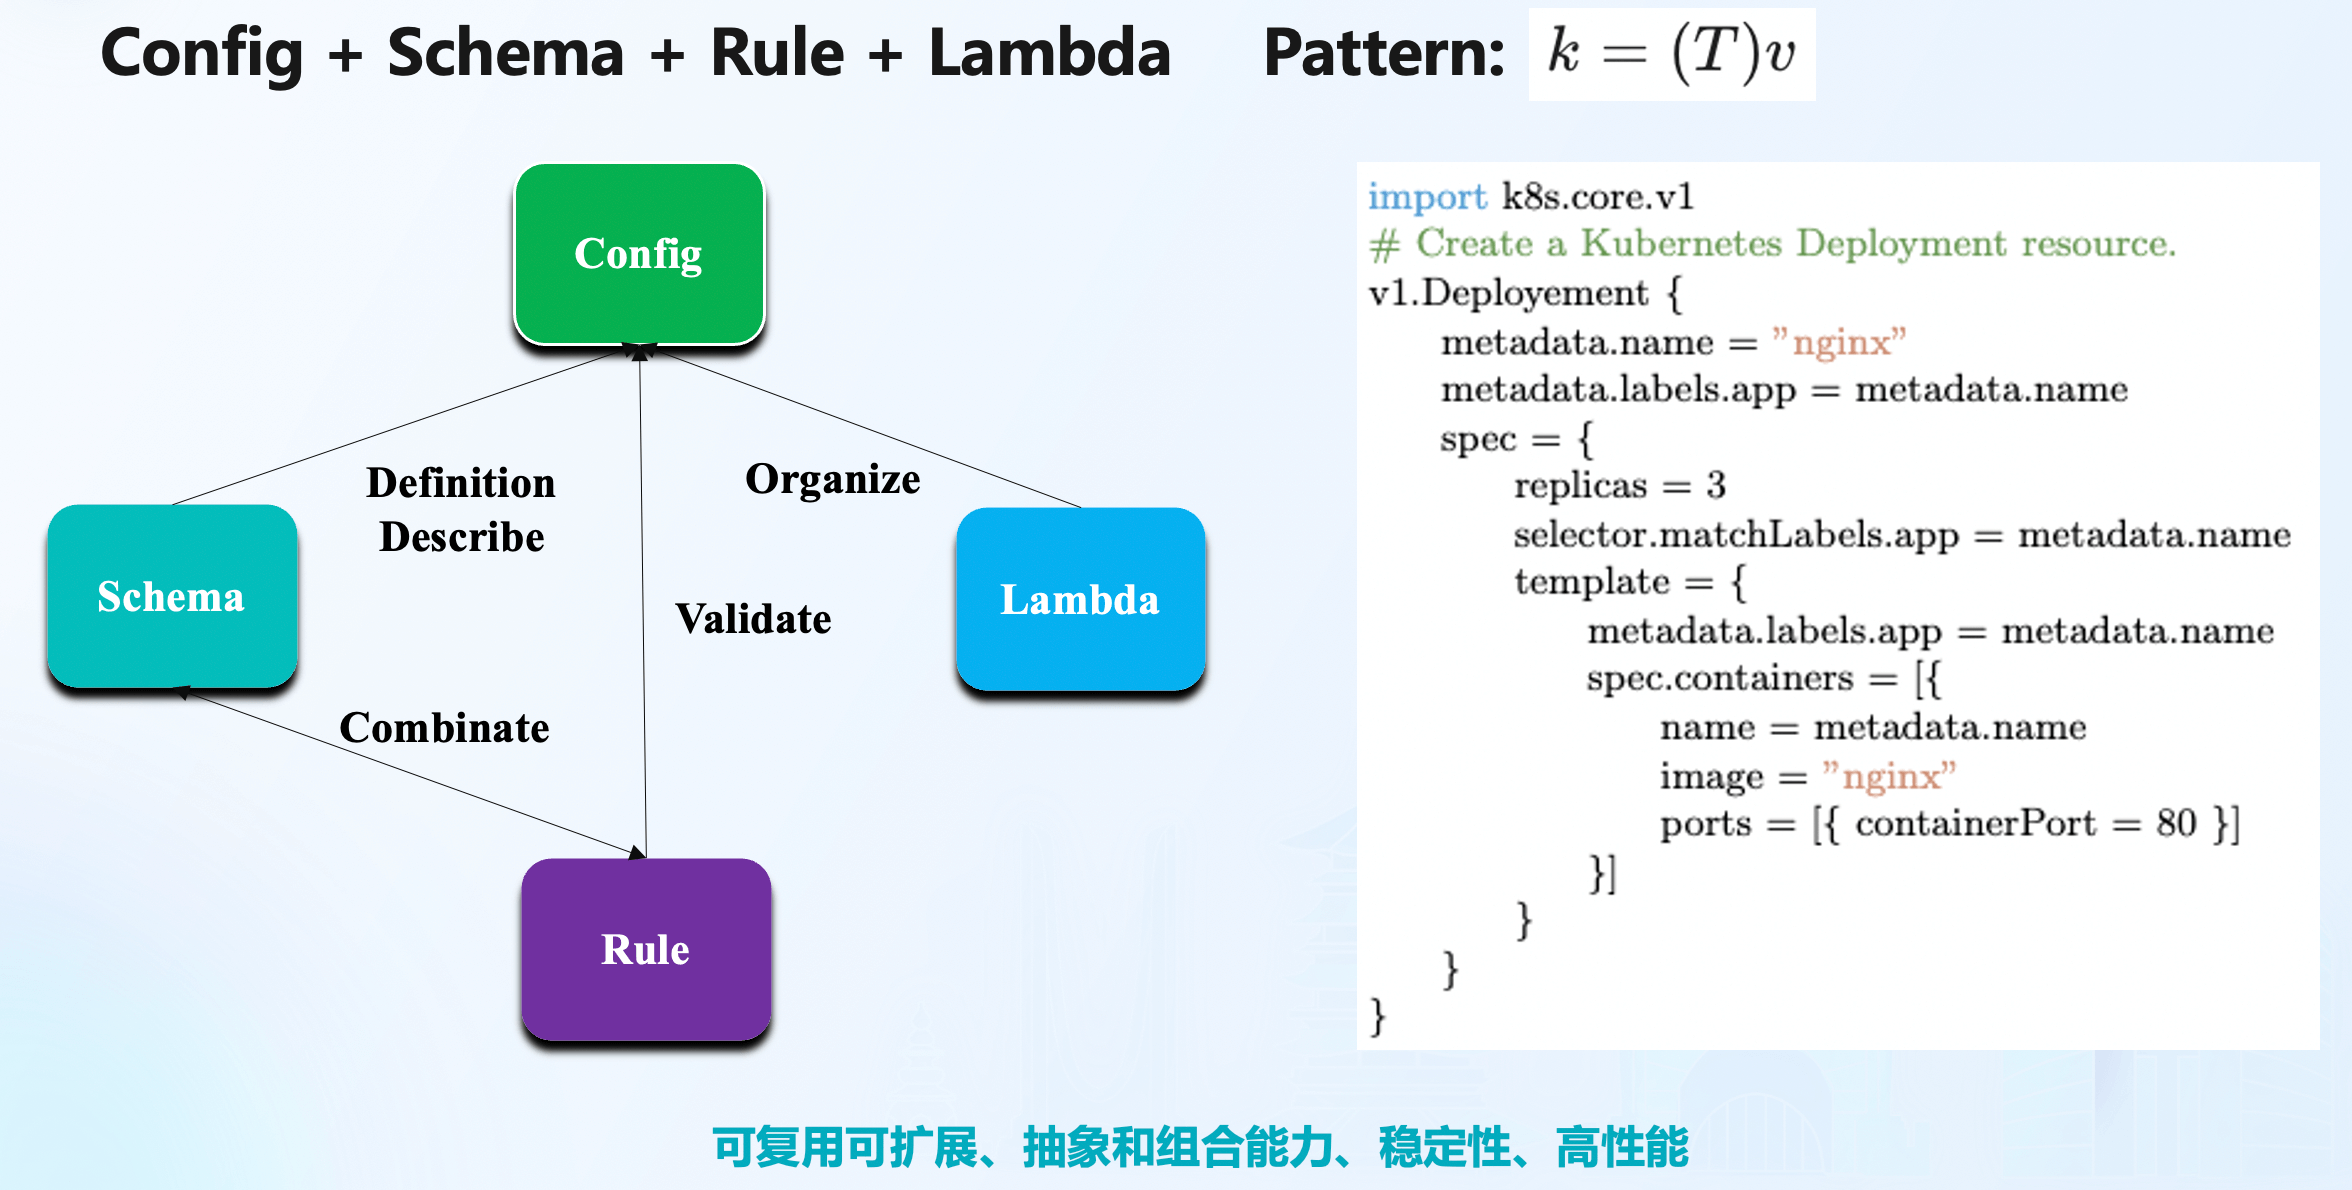 Config + Schema + Rule + Lambda Pattern: k = (T)v
Config
Definition
Describe
Organize
Schema
Validate
Lambda
Combinate
Rule
import k8s.core.v1
# Create a Kubernetes Deployment resource.
v1.Deployement {
metadata.name = ”nginx”
metadata.labels.app = metadata.name
spec = {
replicas = 3
selector.matchLabels.app = metadata.name
template = {
metadata.labels.app = metadata.name
spec.containers = [{
name = metadata.name
image = ”nginx”
ports = [{ containerPort = 80 }]
}]
}
}
}
可复用可扩展、抽象和组合能力、稳定性、高性能